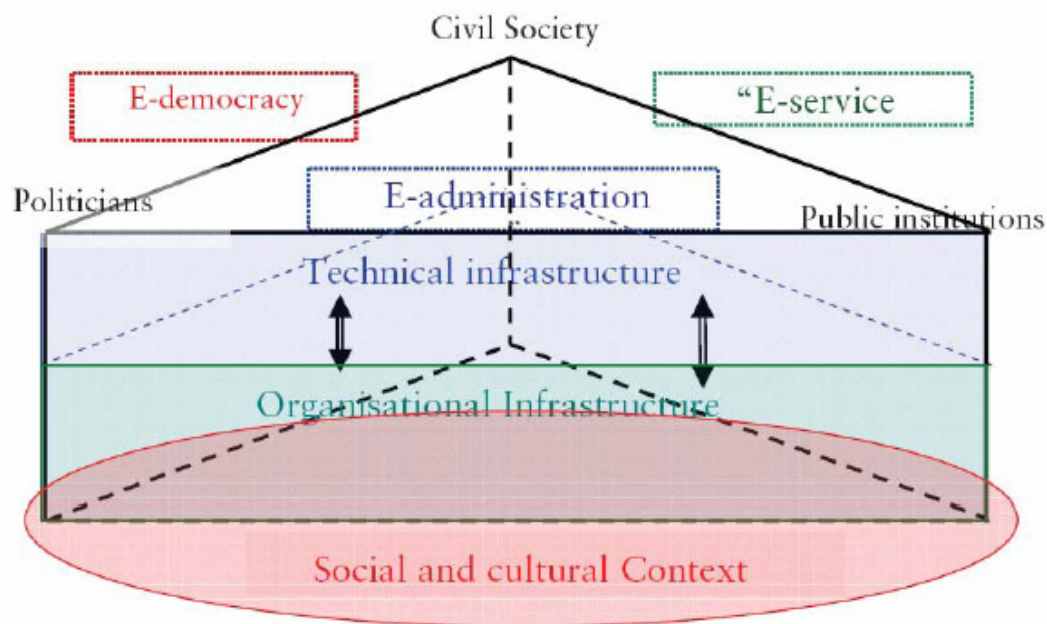 Civil Society
E-democracy
“E-service
Politicians
E-administration
Public institutions
Technical infrastructure
Organisational Infrastructure
Social and cultural Context